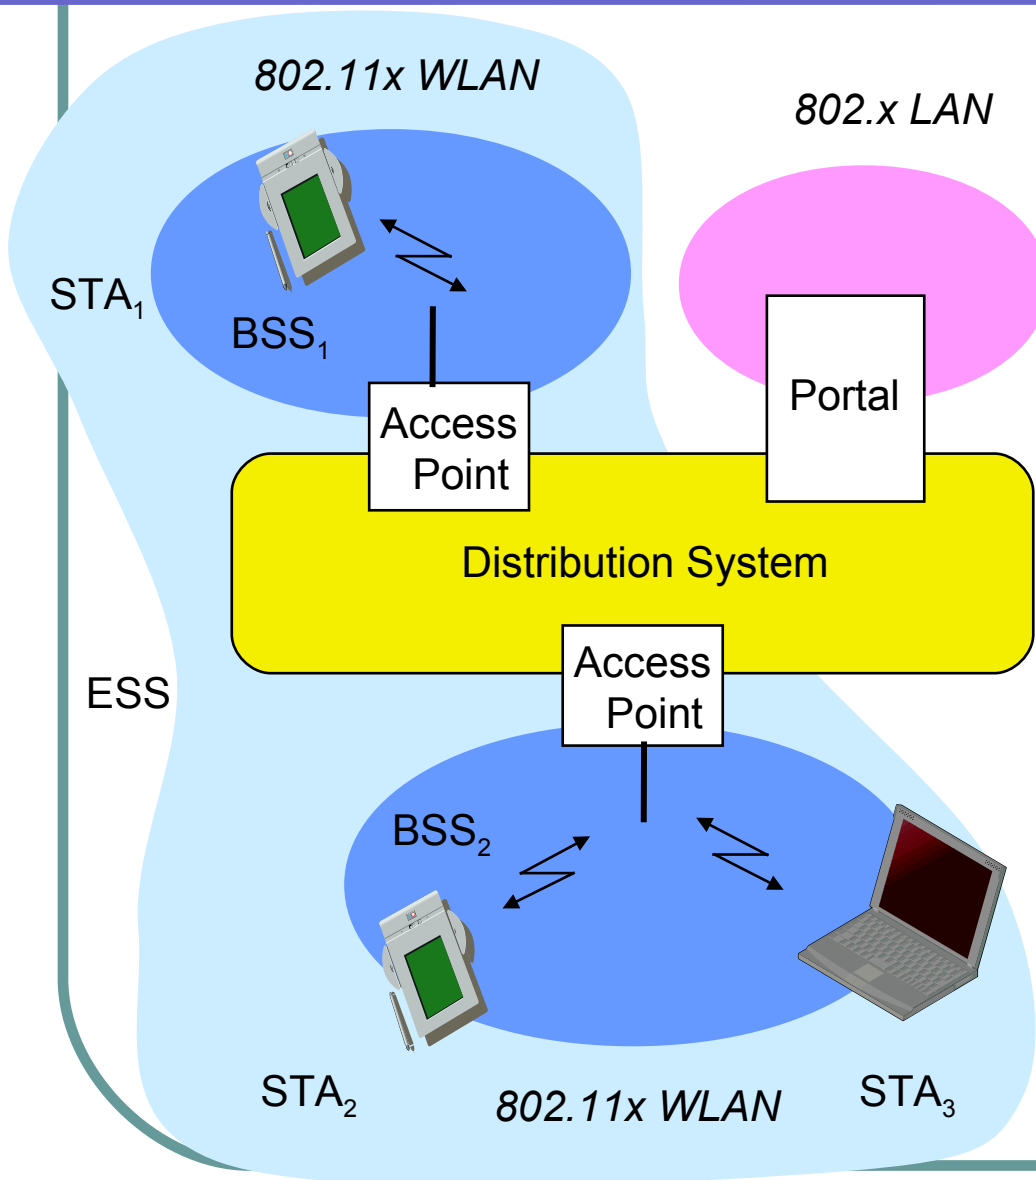 802.11x WLAN
802.x LAN
STA₁
BSS₁
Access
Point
Portal
Distribution System
Access
Point
ESS
BSS₂
STA₂
802.11x WLAN
STA₃